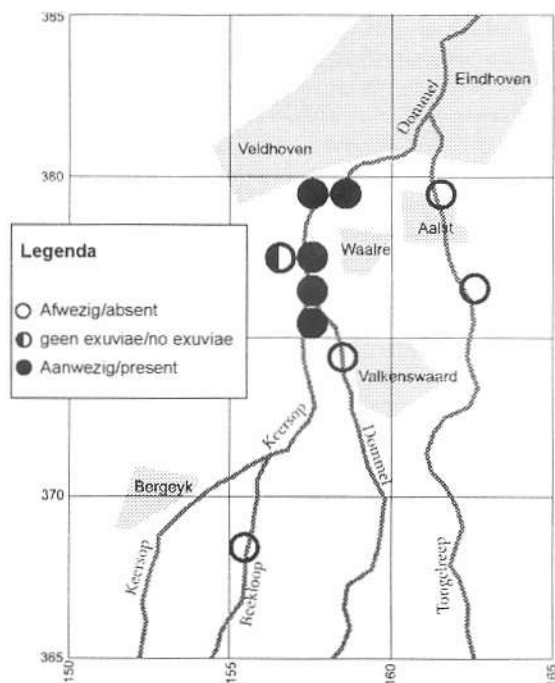 385
Eindhoven
Dommel
Veldhoven
380
Aalst
Waalre
Legenda
Afwezig/absent
geen exuviae/no exuviae
Aanwezig/present
Valkenswaard
Keersop
Dommel
370
Bergeyk
Keersop
Beekloop
Tongelreep
365
150
155
160
165